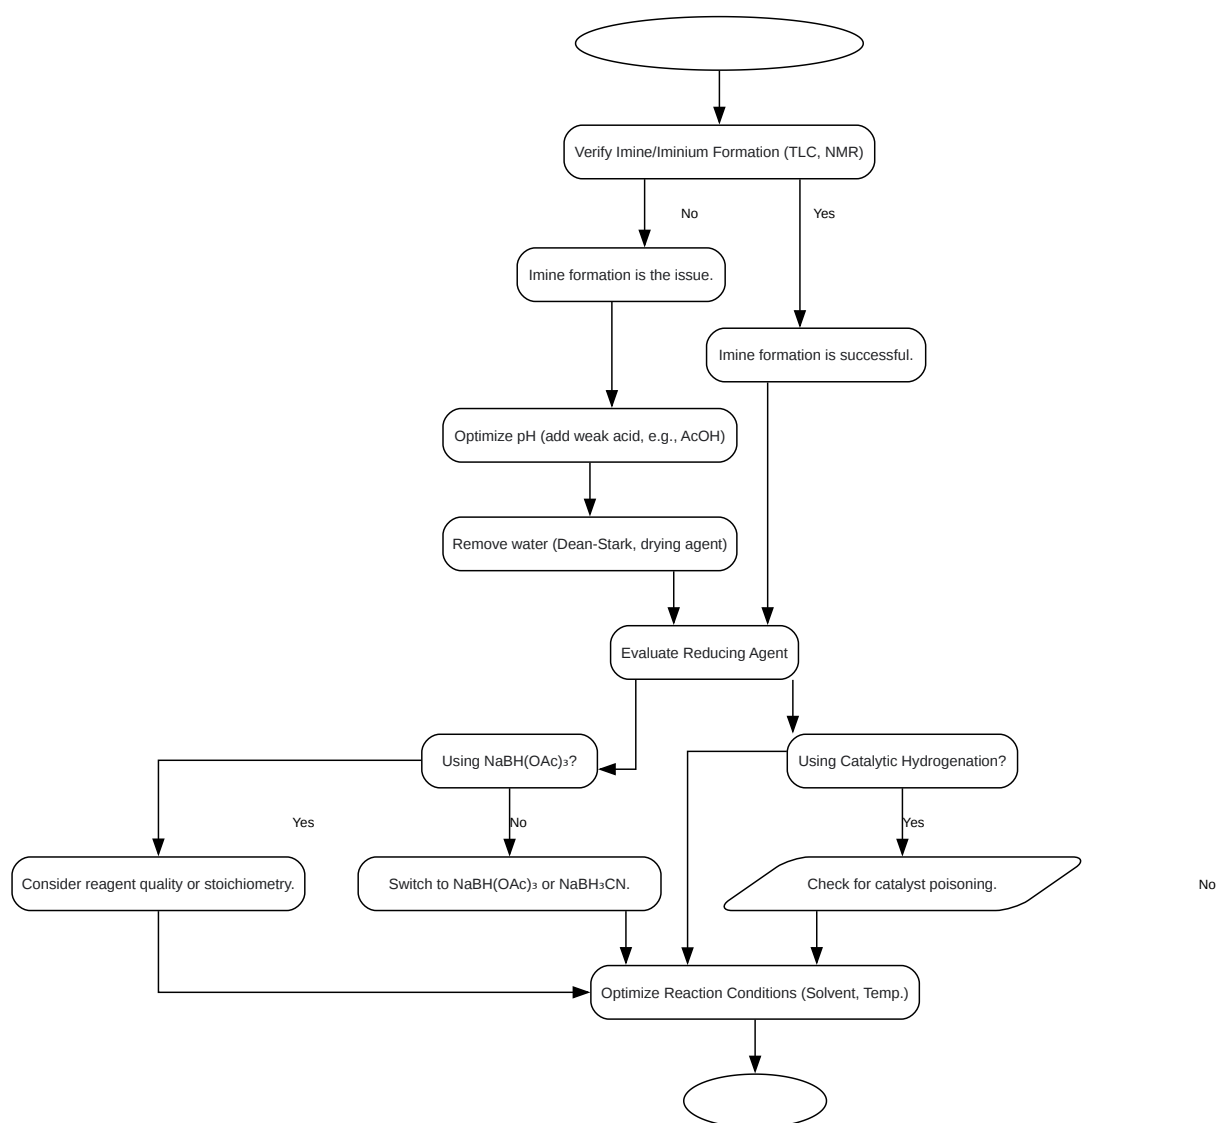 Verify Imine/Iminium Formation (TLC, NMR)
No
Yes
Imine formation is the issue.
Imine formation is successful.
Optimize pH (add weak acid, e.g., AcOH)
Remove water (Dean-Stark, drying agent)
Evaluate Reducing Agent
Using NaBH(OAc)₃?
Using Catalytic Hydrogenation?
Yes
No
Yes
Consider reagent quality or stoichiometry.
Switch to NaBH(OAc)₃ or NaBH₃CN.
Check for catalyst poisoning.
No
Optimize Reaction Conditions (Solvent, Temp.)